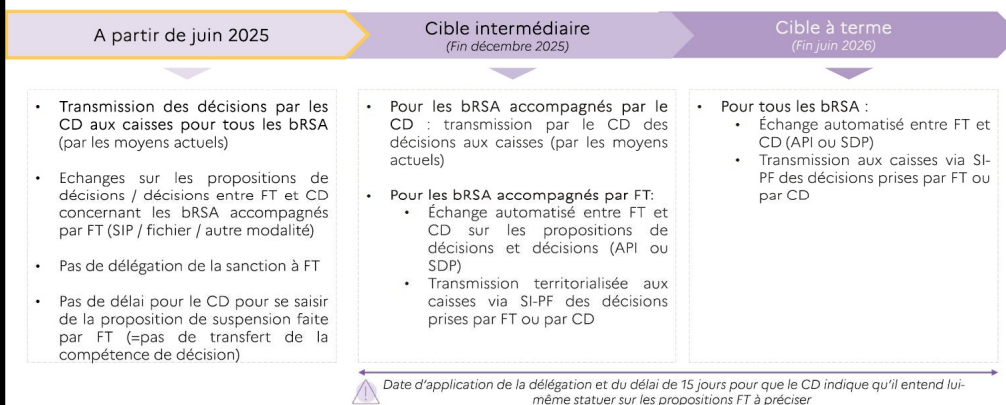 A partir de juin 2025
Cible intermédiaire
(Fin décembre 2025)
Cible à terme
(Fin juin 2026)
• Transmission des décisions par les
CD aux caisses pour tous les bRSA
(par les moyens actuels)
• Echanges sur les propositions de
décisions / décisions entre FT et CD
concernant les bRSA accompagnés
par FT (SIP / fichier / autre modalité)
• Pas de délégation de la sanction à FT
• Pas de délai pour le CD pour se saisir
de la proposition de suspension faite
par FT (=pas de transfert de la
compétence de décision)
• Pour les bRSA accompagnés par le
CD : transmission par le CD des
décisions aux caisses (par les moyens
actuels)
• Pour les bRSA accompagnés par FT:
• Échange automatisé entre FT et
CD sur les propositions de
décisions et décisions (API ou
SDP)
• Transmission territorialisée aux
caisses via SI-PF des décisions
prises par FT ou par CD
• Pour tous les bRSA :
• Échange automatisé entre FT et
CD (API ou SDP)
• Transmission aux caisses via SI-
PF des décisions prises par FT ou
par CD
Date d'application de la délégation et du délai de 15 jours pour que le CD indique qu'il entend lui-
même statuer sur les propositions FT à préciser